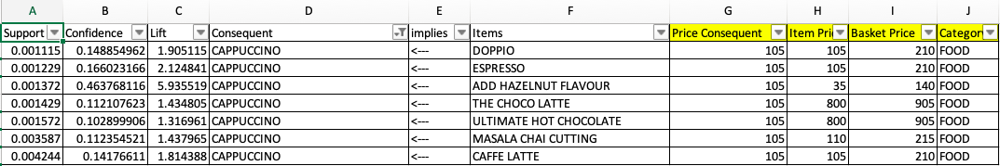 A B C D E F G H I J
Support Confidence Lift Consequent implies Items Price Consequent Item Pri Basket Price Categor
0.001115 0.148854962 1.905115 CAPPUCCINO <--- DOPPIO 105 105 210 FOOD
0.001229 0.166023166 2.124841 CAPPUCCINO <--- ESPRESSO 105 105 210 FOOD
0.001372 0.463768116 5.935519 CAPPUCCINO <--- ADD HAZELNUT FLAVOUR 105 35 140 FOOD
0.001429 0.112107623 1.434805 CAPPUCCINO <--- THE CHOCO LATTE 105 800 905 FOOD
0.001572 0.102899906 1.316961 CAPPUCCINO <--- ULTIMATE HOT CHOCOLATE 105 800 905 FOOD
0.003587 0.112354521 1.437965 CAPPUCCINO <--- MASALA CHAI CUTTING 105 110 215 FOOD
0.004244 0.14176611 1.814388 CAPPUCCINO <--- CAFFE LATTE 105 105 210 FOOD